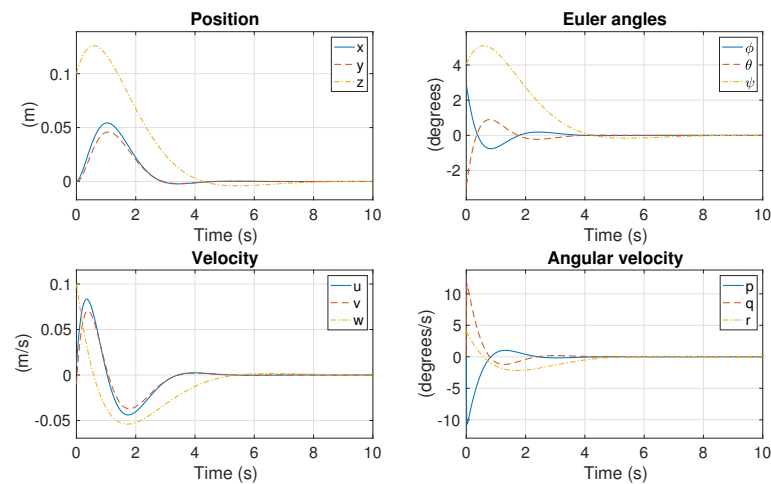 Position
(m)
0.1
0.05
0
0 2 4 6 8 10
Time (s)
x
y
z
Euler angles
(degrees)
4
2
0
-2
0 2 4 6 8 10
Time (s)
ϕ
θ
ψ
Velocity
(m/s)
0.1
0.05
0
-0.05
0 2 4 6 8 10
Time (s)
u
v
w
Angular velocity
(degrees/s)
10
5
0
-5
-10
0 2 4 6 8 10
Time (s)
p
q
r